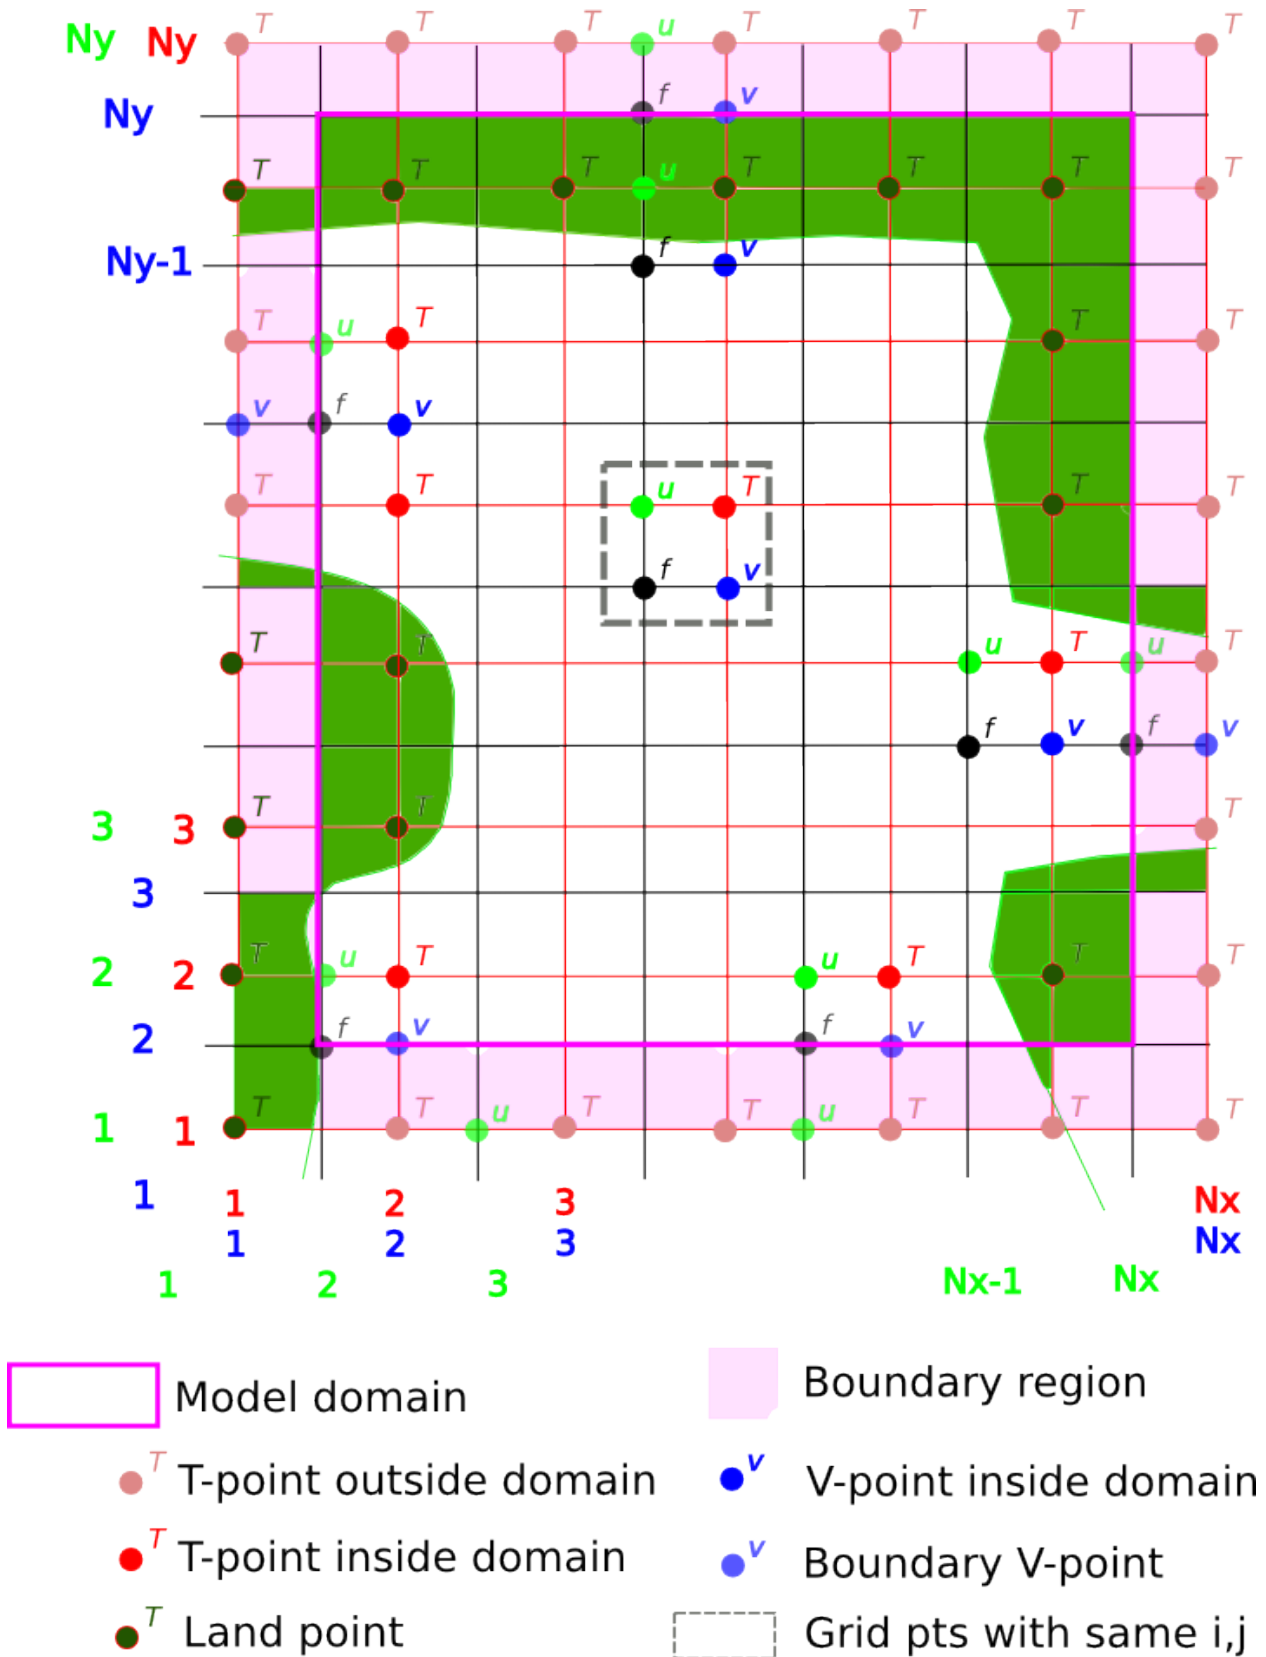 T T T u T T T T
Ny Ny
f v
Ny
T T T u T T T T
f v
Ny-1
T u T T T
v f v
T T u T T T
f v
T T u T u T
f v f v
T T T
3 3
3
T u T u T T T
2 2
f v f v
2
T T u T T u T T T
1 1
1
1 2 3 Nx
1 2 3 Nx
1 2 3 Nx-1 Nx
Model domain Boundary region
T T-point outside domain v V-point inside domain
T T-point inside domain v Boundary V-point
T Land point Grid pts with same i,j